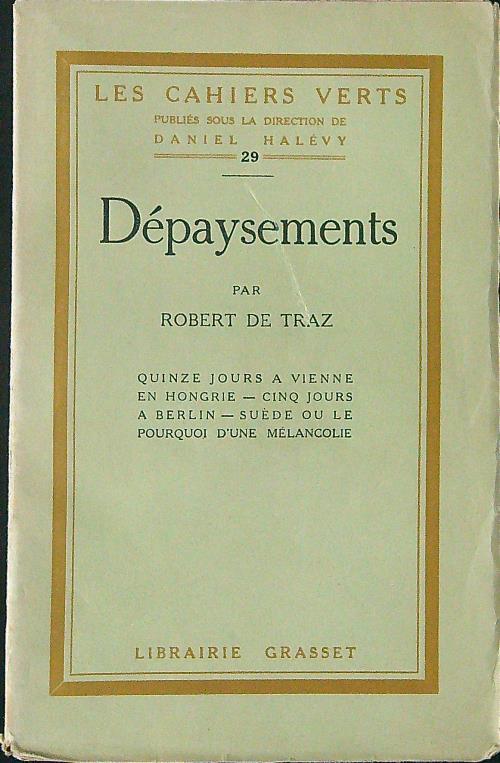 LES CAHIERS VERTS
PUBLIÉS SOUS LA DIRECTION DE
DANIEL HALÉVY
29
Dépaysements
PAR
ROBERT DE TRAZ
QUINZE JOURS A VIENNE
EN HONGRIE — CINQ JOURS
A BERLIN — SUÈDE OU LE
POURQUOI D'UNE MÉLANCOLIE
LIBRAIRIE GRASSET